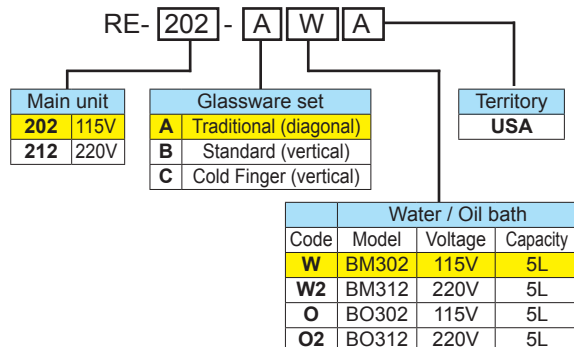 RE- 202 - A W A
Main unit
202 115V
212 220V
Glassware set
A Traditional (diagonal)
B Standard (vertical)
C Cold Finger (vertical)
Territory
USA
Water / Oil bath
Code Model Voltage Capacity
W BM302 115V 5L
W2 BM312 220V 5L
O BO302 115V 5L
O2 BO312 220V 5L